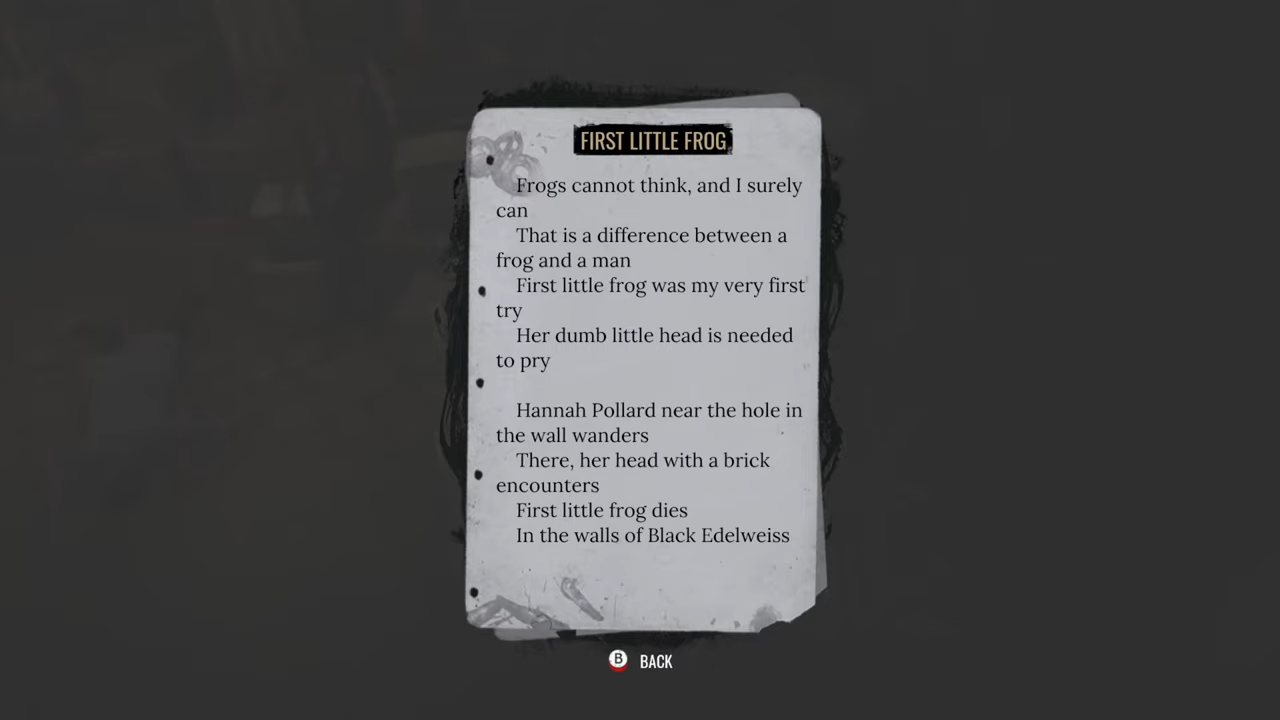 FIRST LITTLE FROG
Frogs cannot think, and I surely
can
That is a difference between a
frog and a man
First little frog was my very first
try
Her dumb little head is needed
to pry
Hannah Pollard near the hole in
the wall wanders
There, her head with a brick
encounters
First little frog dies
In the walls of Black Edelweiss
B BACK